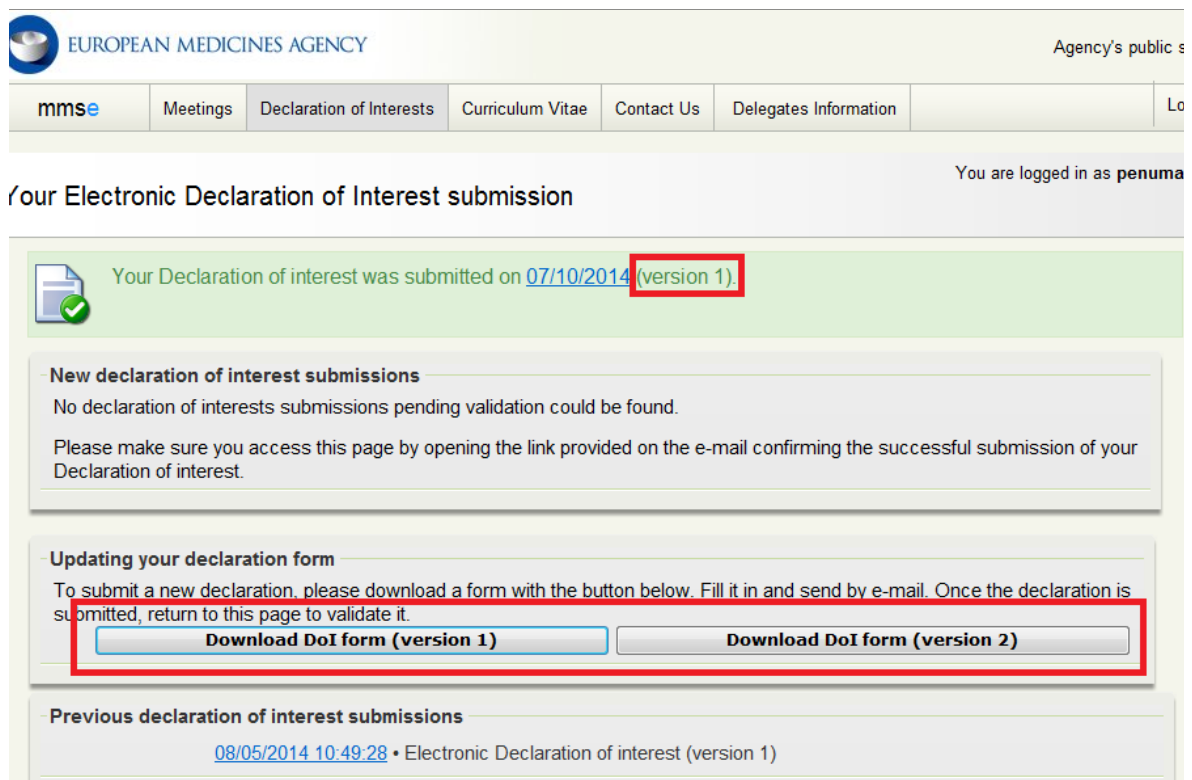 EUROPEAN MEDICINES AGENCY
Agency's public s
mmse Meetings Declaration of Interests Curriculum Vitae Contact Us Delegates Information Lo
You are logged in as penuma
Your Electronic Declaration of Interest submission
Your Declaration of interest was submitted on 07/10/2014 (version 1).
New declaration of interest submissions
No declaration of interests submissions pending validation could be found.
Please make sure you access this page by opening the link provided on the e-mail confirming the successful submission of your
Declaration of interest.
Updating your declaration form
To submit a new declaration, please download a form with the button below. Fill it in and send by e-mail. Once the declaration is
submitted, return to this page to validate it.
Download DoI form (version 1) Download DoI form (version 2)
Previous declaration of interest submissions
08/05/2014 10:49:28 • Electronic Declaration of interest (version 1)